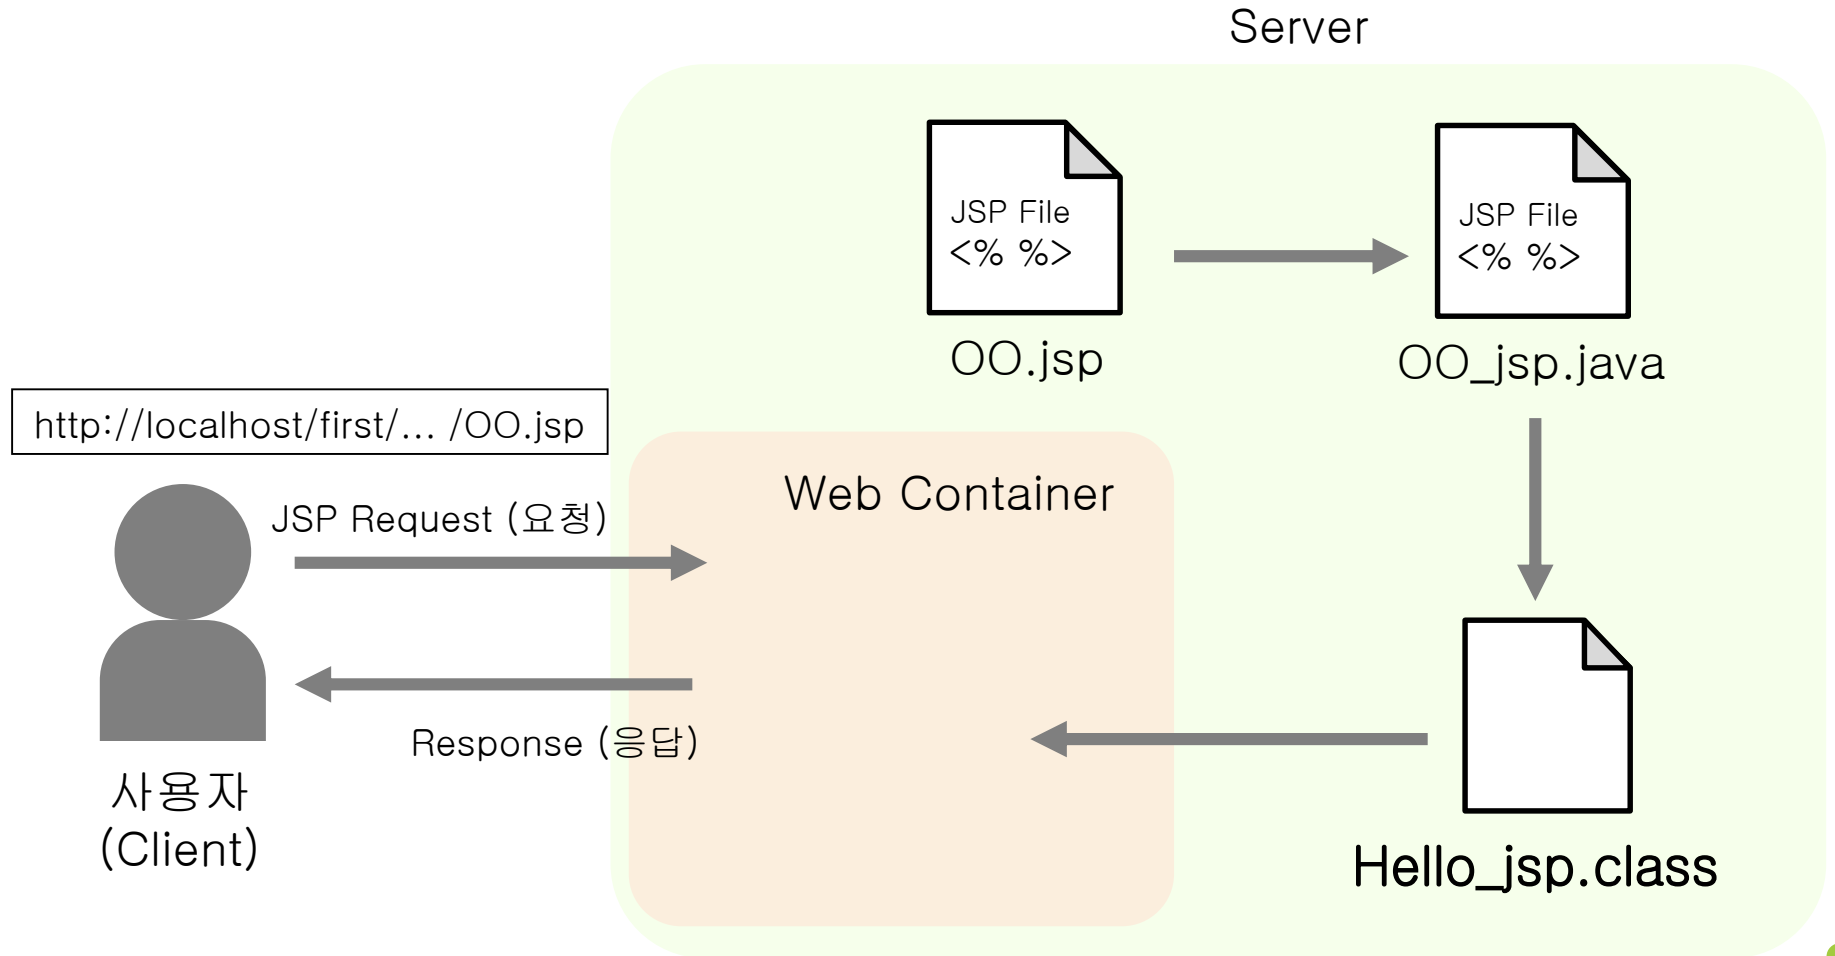 Server
JSP File
<% %>
OO.jsp
JSP File
<% %>
OO_jsp.java
http://localhost/first/... /OO.jsp
Web Container
JSP Request (요청)
Response (응답)
사용자
(Client)
Hello_jsp.class